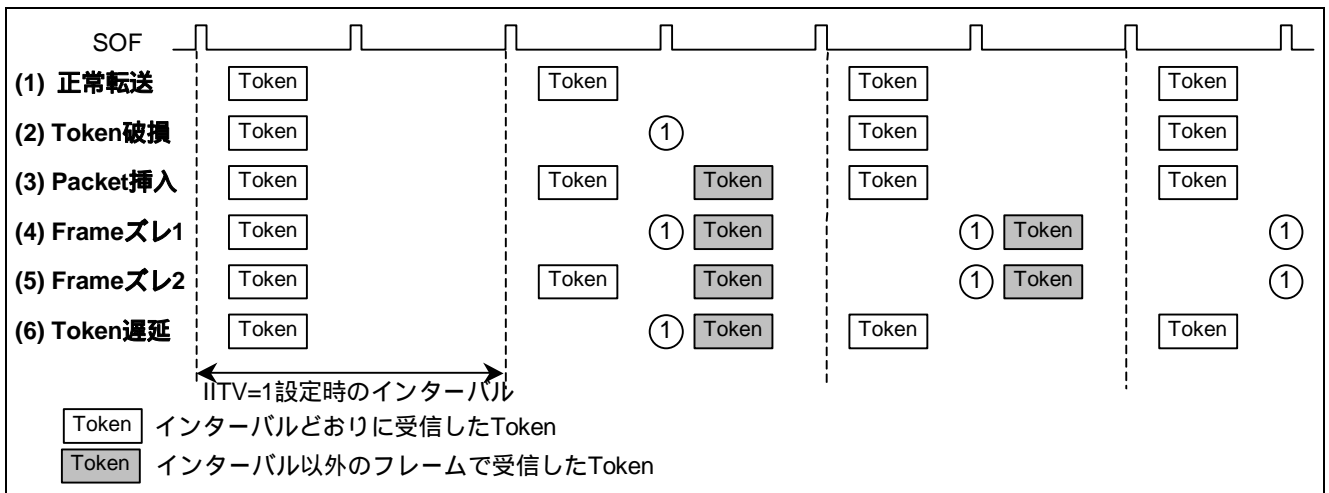 SOF
(1) 正常転送 Token Token Token Token
(2) Token破損 Token 1 Token Token
(3) Packet挿入 Token Token Token Token Token
(4) Frameズレ1 Token 1 Token 1 Token 1
(5) Frameズレ2 Token Token Token 1 Token 1
(6) Token遅延 Token 1 Token Token Token
IITV=1設定時のインターバル
Token インターバルどおりに受信したToken
Token インターバル以外のフレームで受信したToken